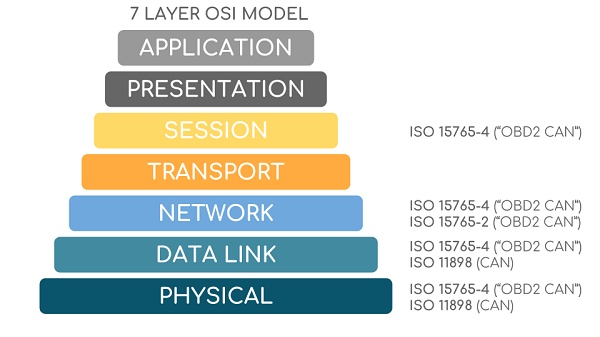 7 LAYER OSI MODEL
APPLICATION
PRESENTATION
SESSION
ISO 15765-4 ("OBD2 CAN")
TRANSPORT
NETWORK
ISO 15765-4 ("OBD2 CAN")
ISO 15765-2 ("OBD2 CAN")
DATA LINK
ISO 15765-4 ("OBD2 CAN")
ISO 11898 (CAN)
PHYSICAL
ISO 15765-4 ("OBD2 CAN")
ISO 11898 (CAN)